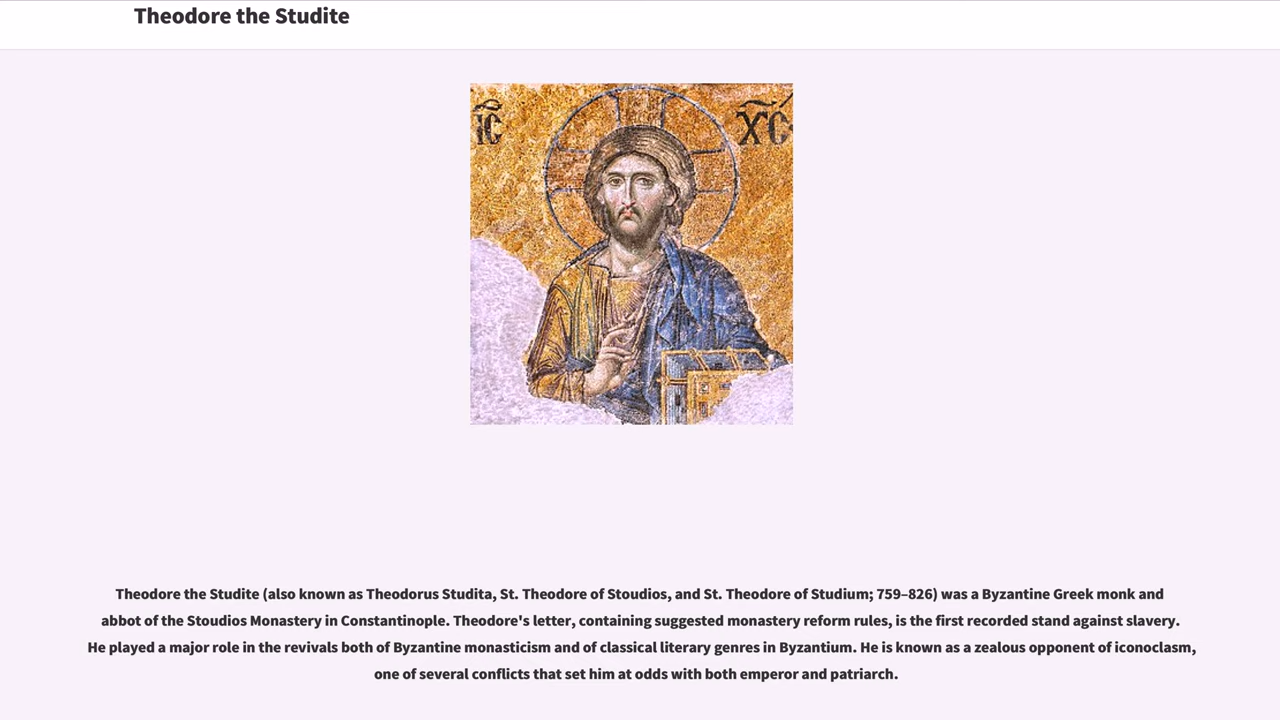 Theodore the Studite
IC XC
Theodore the Studite (also known as Theodorus Studita, St. Theodore of Stoudios, and St. Theodore of Studium; 759–826) was a Byzantine Greek monk and
abbot of the Stoudios Monastery in Constantinople. Theodore's letter, containing suggested monastery reform rules, is the first recorded stand against slavery.
He played a major role in the revivals both of Byzantine monasticism and of classical literary genres in Byzantium. He is known as a zealous opponent of iconoclasm,
one of several conflicts that set him at odds with both emperor and patriarch.